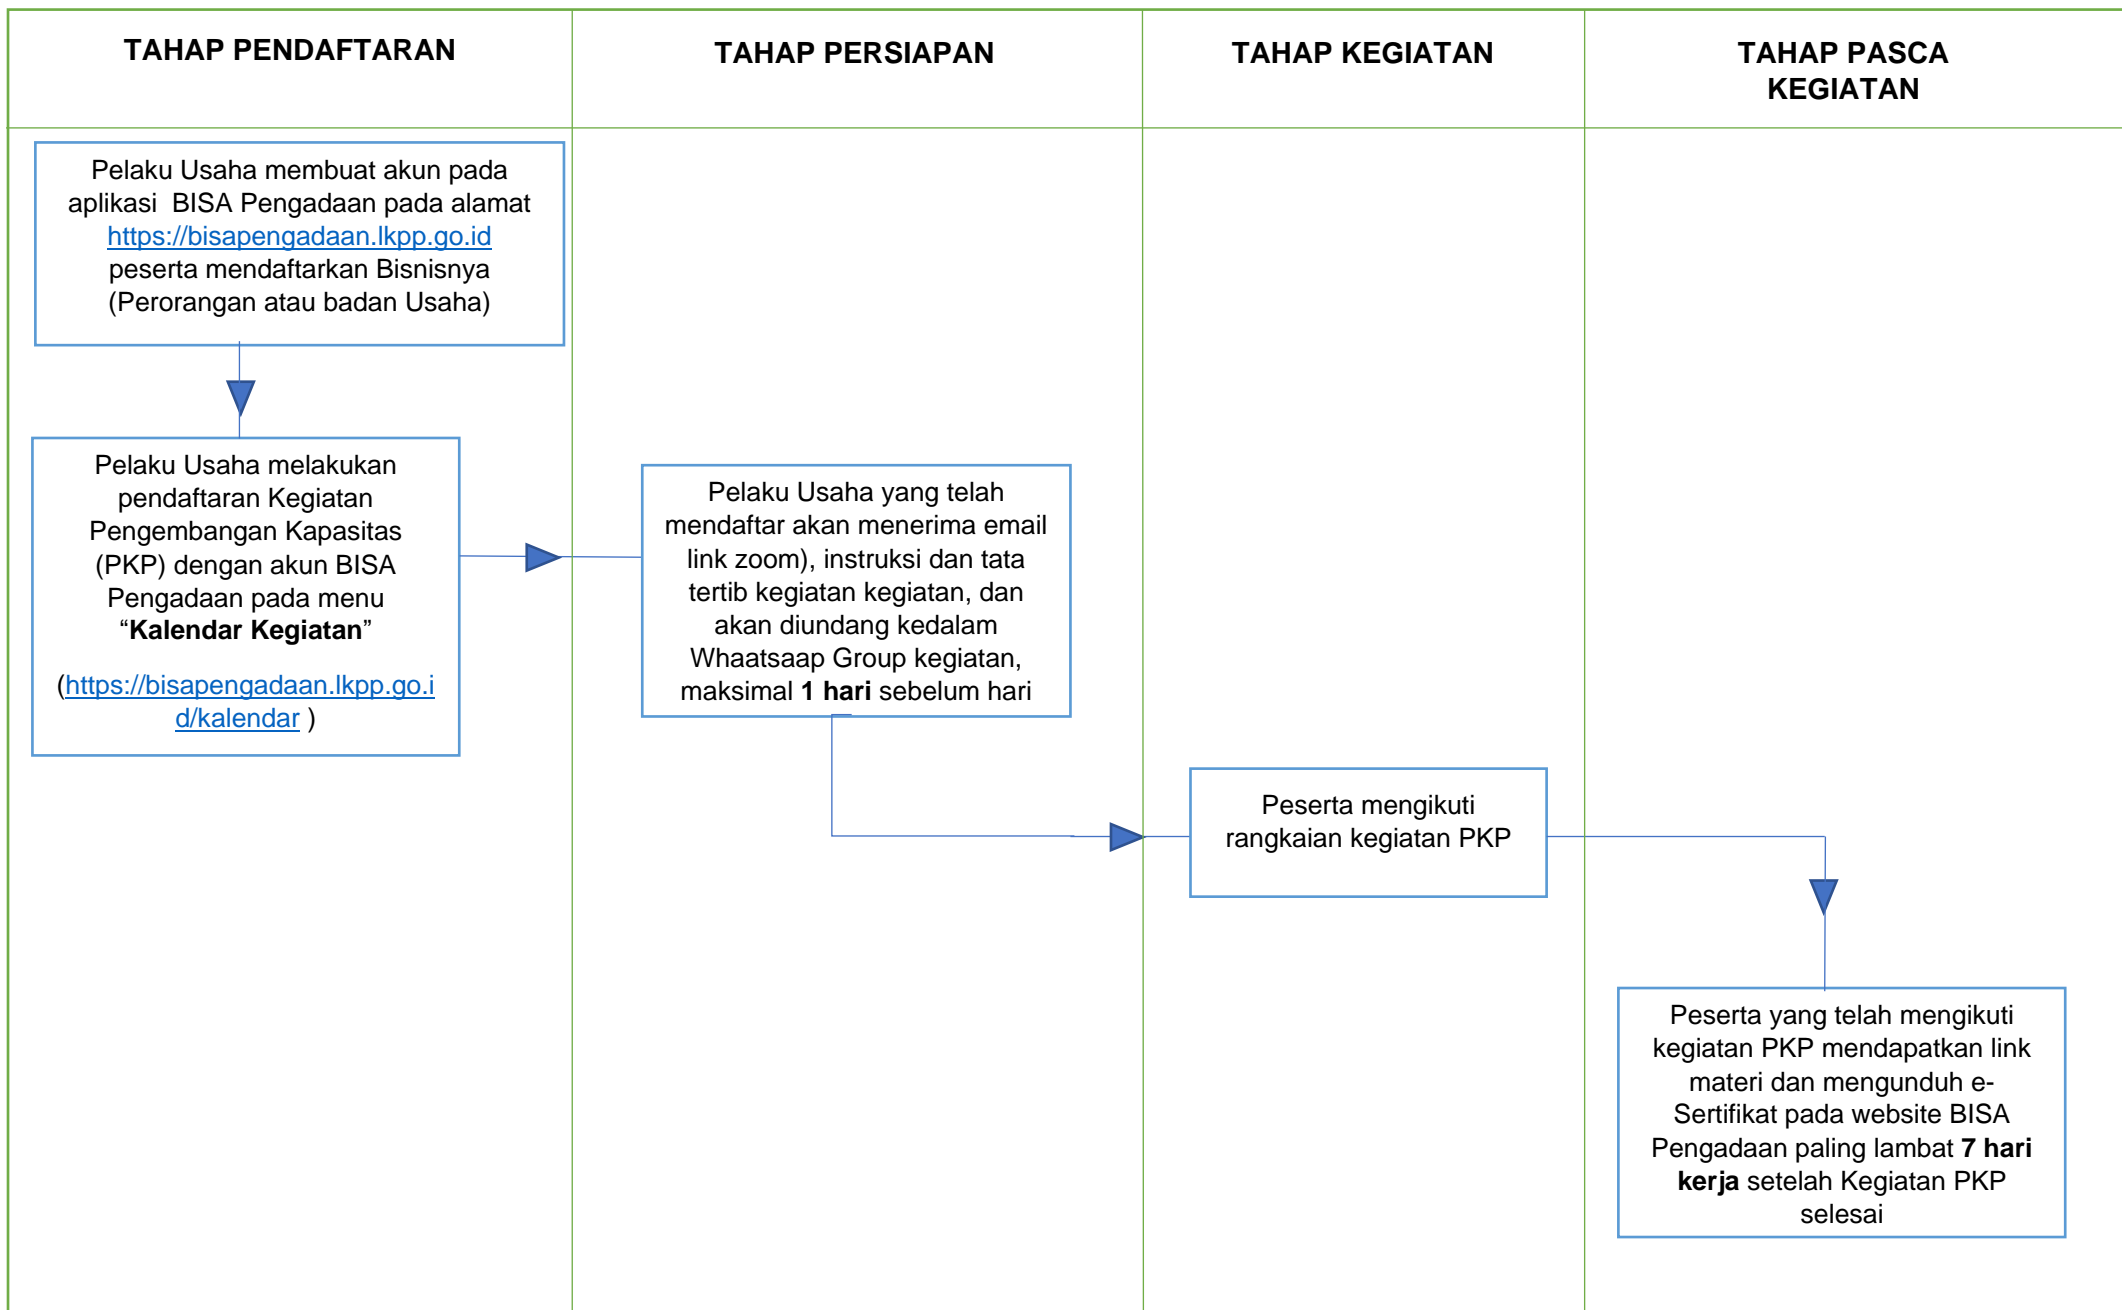 TAHAP PENDAFTARAN
TAHAP PERSIAPAN
TAHAP KEGIATAN
TAHAP PASCA
KEGIATAN
Pelaku Usaha membuat akun pada
aplikasi  BISA Pengadaan pada alamat
https://bisapengadaan.lkpp.go.id
peserta mendaftarkan Bisnisnya
(Perorangan atau badan Usaha)
Pelaku Usaha melakukan
pendaftaran Kegiatan
Pengembangan Kapasitas
(PKP) dengan akun BISA
Pengadaan pada menu
“Kalendar Kegiatan”
(https://bisapengadaan.lkpp.go.i
d/kalendar )
Pelaku Usaha yang telah
mendaftar akan menerima email
link zoom), instruksi dan tata
tertib kegiatan kegiatan, dan
akan diundang kedalam
Whaatsaap Group kegiatan,
maksimal 1 hari sebelum hari
Peserta mengikuti
rangkaian kegiatan PKP
Peserta yang telah mengikuti
kegiatan PKP mendapatkan link
materi dan mengunduh e-
Sertifikat pada website BISA
Pengadaan paling lambat 7 hari
kerja setelah Kegiatan PKP
selesai